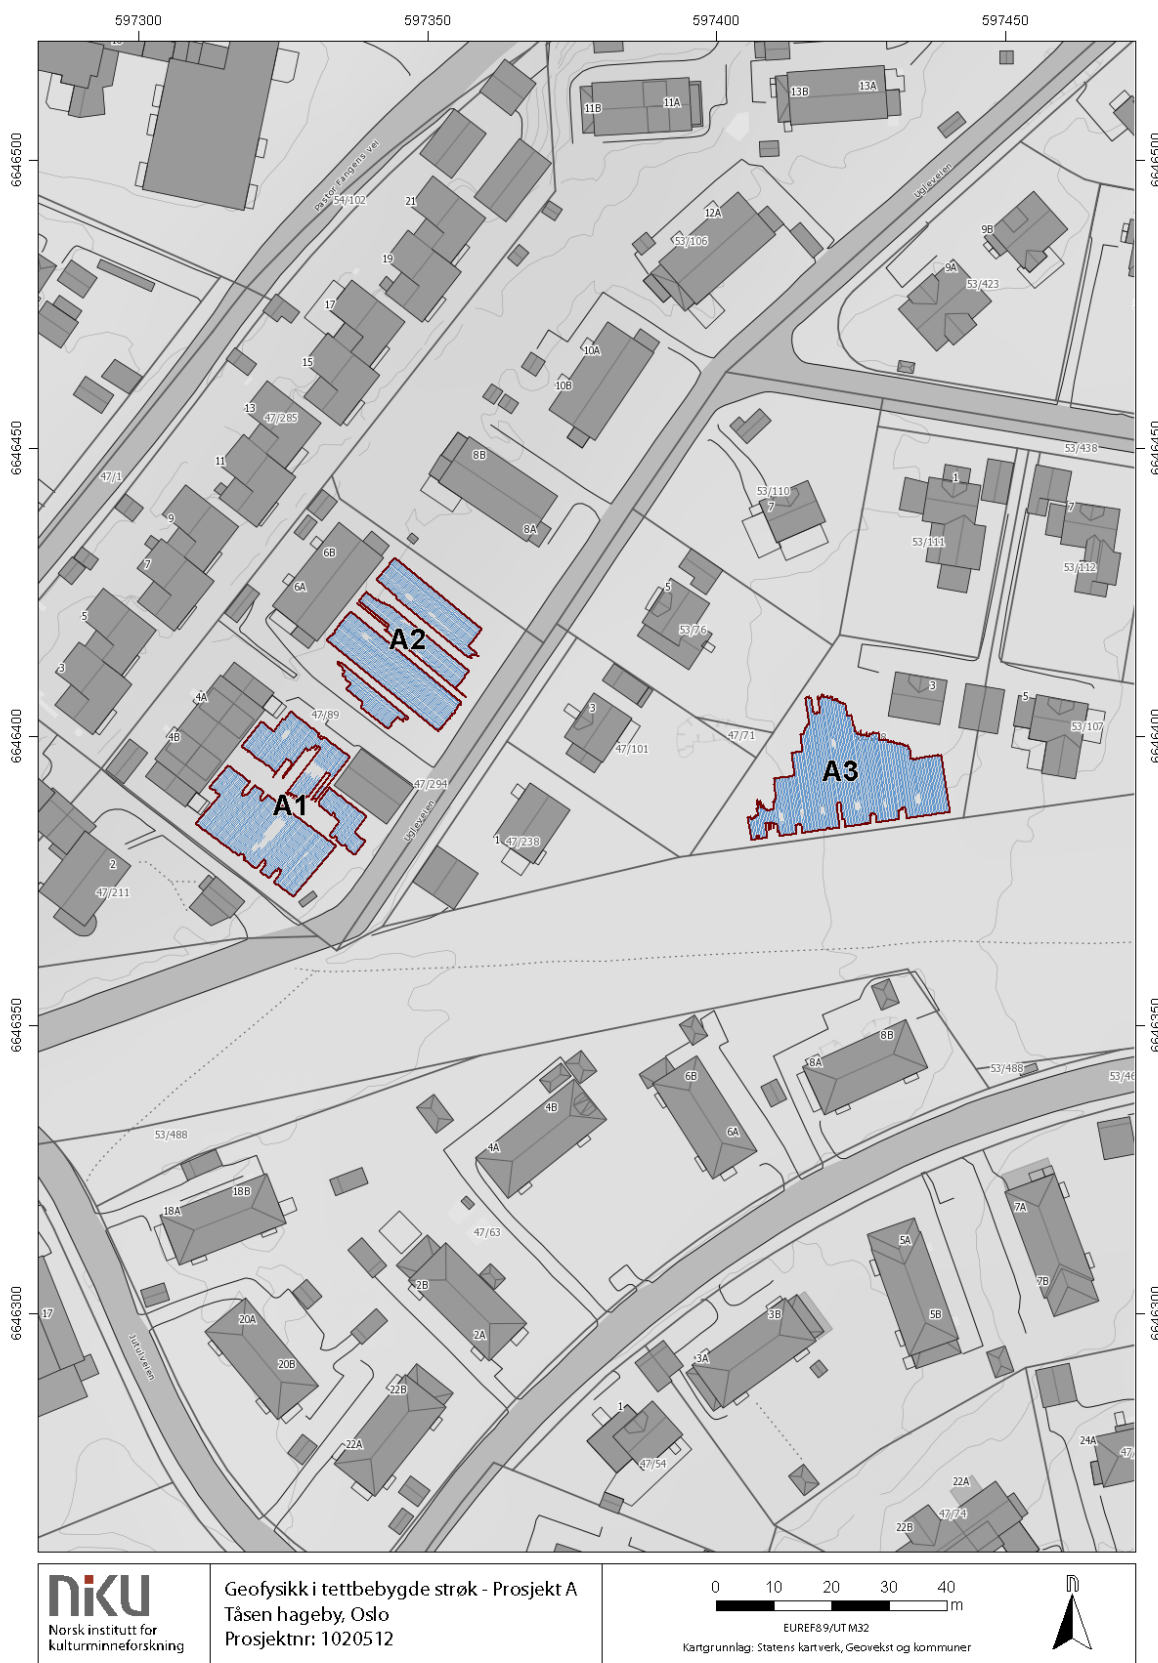 597300
597350
597400
597450
6646500
6646500
6646450
6646450
6646400
6646400
6646350
6646350
6646300
6646300
11B
11A
13B
13A
Pastor Fangens vei
54/102
Ugleveien
21
12A
53/106
9B
19
9A
53/423
17
10A
15
10B
13
47/285
53/438
11
8B
47/1
53/110
7
1
7
9
8A
53/111
6B
7
6A
53/112
5
5
53/76
A2
3
4A
3
5
47/89
3
53/107
4B
47/101
47/71
A3
47/294
A1
Ugleveien
1
47/238
2
47/211
8B
8A
53/488
53/46
6B
4B
6A
4A
53/488
18B
18A
7A
47/63
5A
2B
7B
17
20A
3B
5B
2A
Jutulveien
20B
3A
22B
1
22A
24A
47/54
22A
47/74
22B
NIKU
Norsk institutt for
kulturminneforskning
Geofysikk i tettbebygde strøk - Prosjekt A
Tåsen hageby, Oslo
Prosjektnr: 1020512
0 10 20 30 40
m
EUREF89/UTM32
Kartgrunnlag: Statens kartverk, Geovekst og kommuner
n